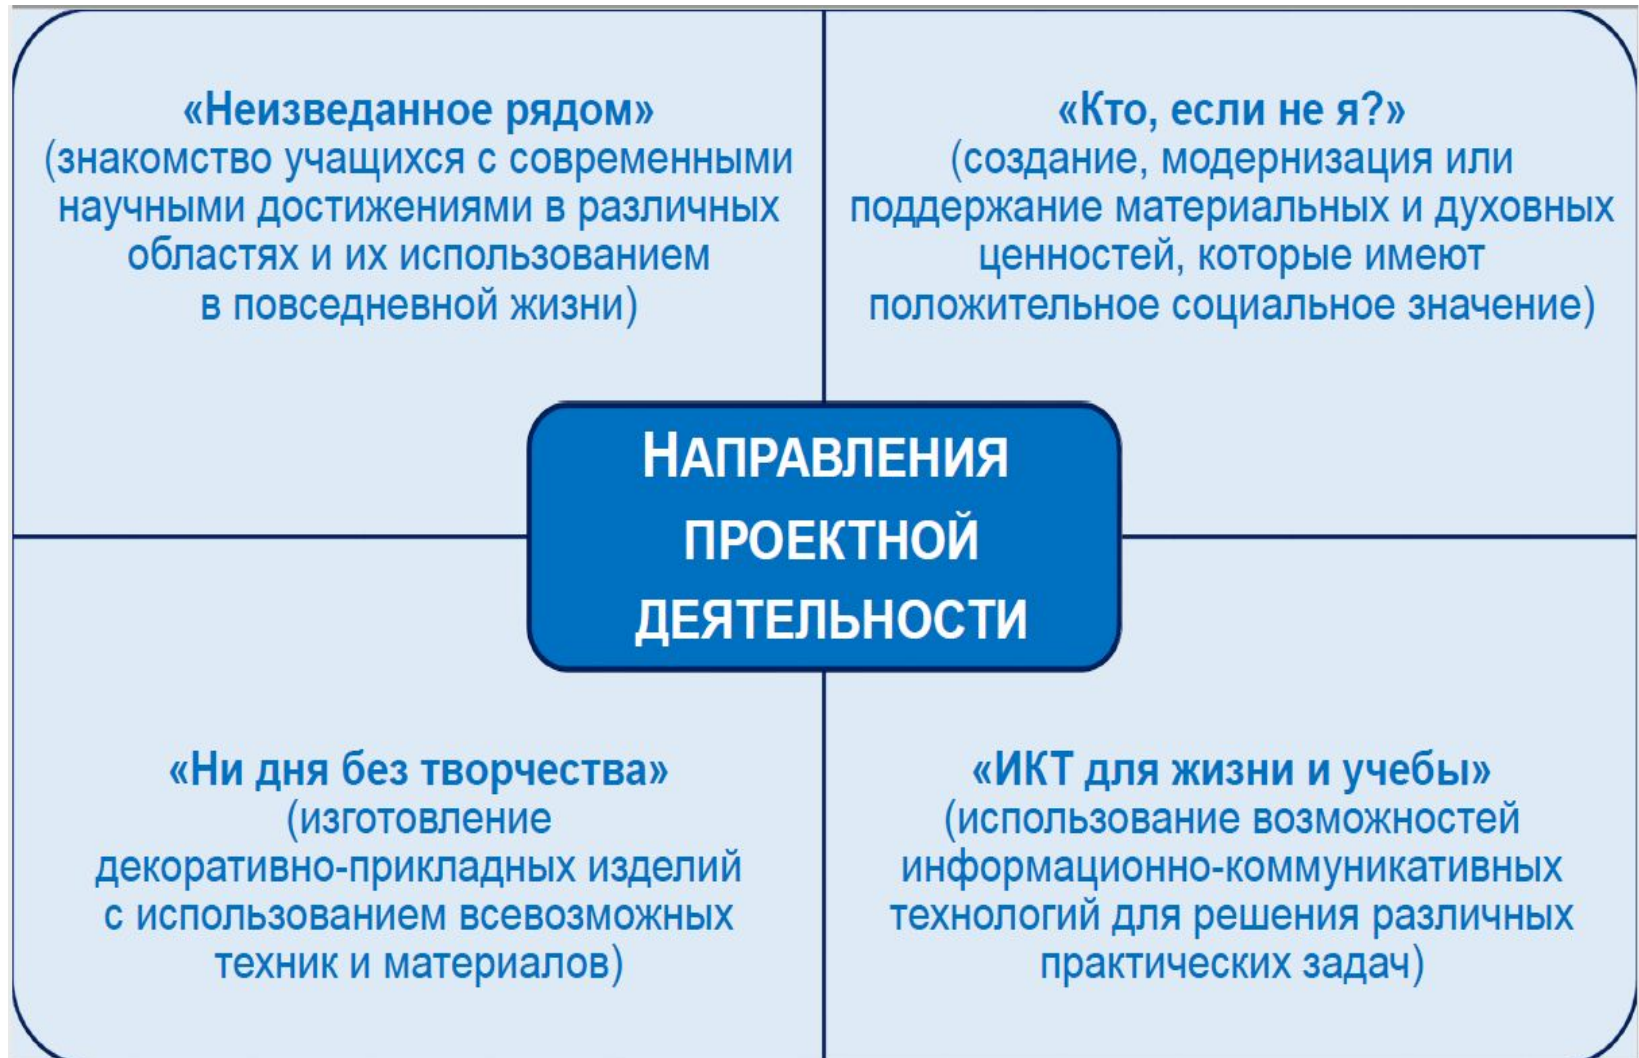 «Неизведанное рядом»
(знакомство учащихся с современными
научными достижениями в различных
областях и их использованием
в повседневной жизни)
«Кто, если не я?»
(создание, модернизация или
поддержание материальных и духовных
ценностей, которые имеют
положительное социальное значение)
НАПРАВЛЕНИЯ
ПРОЕКТНОЙ
ДЕЯТЕЛЬНОСТИ
«Ни дня без творчества»
(изготовление
декоративно-прикладных изделий
с использованием всевозможных
техник и материалов)
«ИКТ для жизни и учебы»
(использование возможностей
информационно-коммуникативных
технологий для решения различных
практических задач)